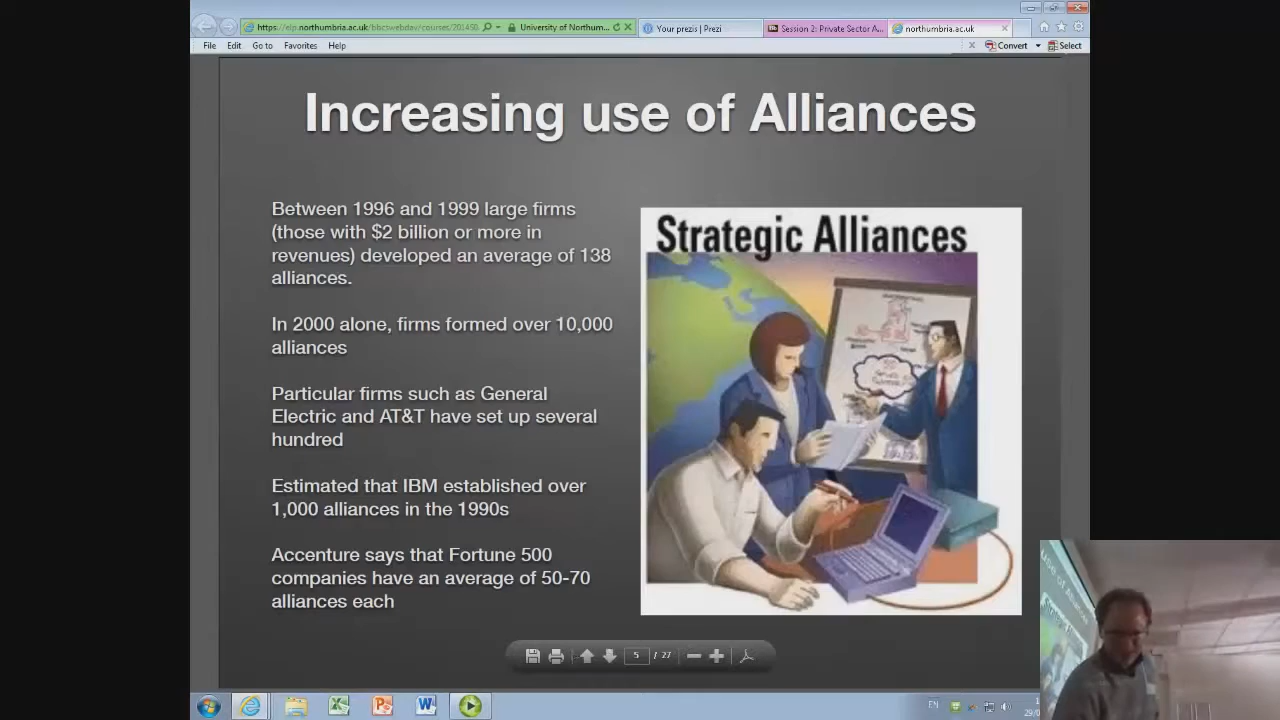 https://elp.northumbria.ac.uk/bbcswebdav/courses/201450
University of Northum...
Your prezis | Prezi
Session 2: Private Sector A...
northumbria.ac.uk
File Edit Go to Favorites Help
Convert
Select
Increasing use of Alliances
Between 1996 and 1999 large firms
(those with $2 billion or more in
revenues) developed an average of 138
alliances.
In 2000 alone, firms formed over 10,000
alliances
Particular firms such as General
Electric and AT&T have set up several
hundred
Estimated that IBM established over
1,000 alliances in the 1990s
Accenture says that Fortune 500
companies have an average of 50-70
alliances each
Strategic Alliances
5 / 27
EN